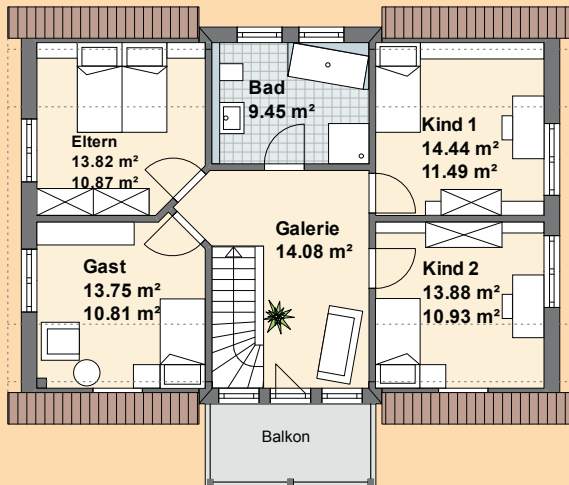 Eltern
13.82 m²
10.87 m²
Bad
9.45 m²
Kind 1
14.44 m²
11.49 m²
Gast
13.75 m²
10.81 m²
Galerie
14.08 m²
Kind 2
13.88 m²
10.93 m²
Balkon